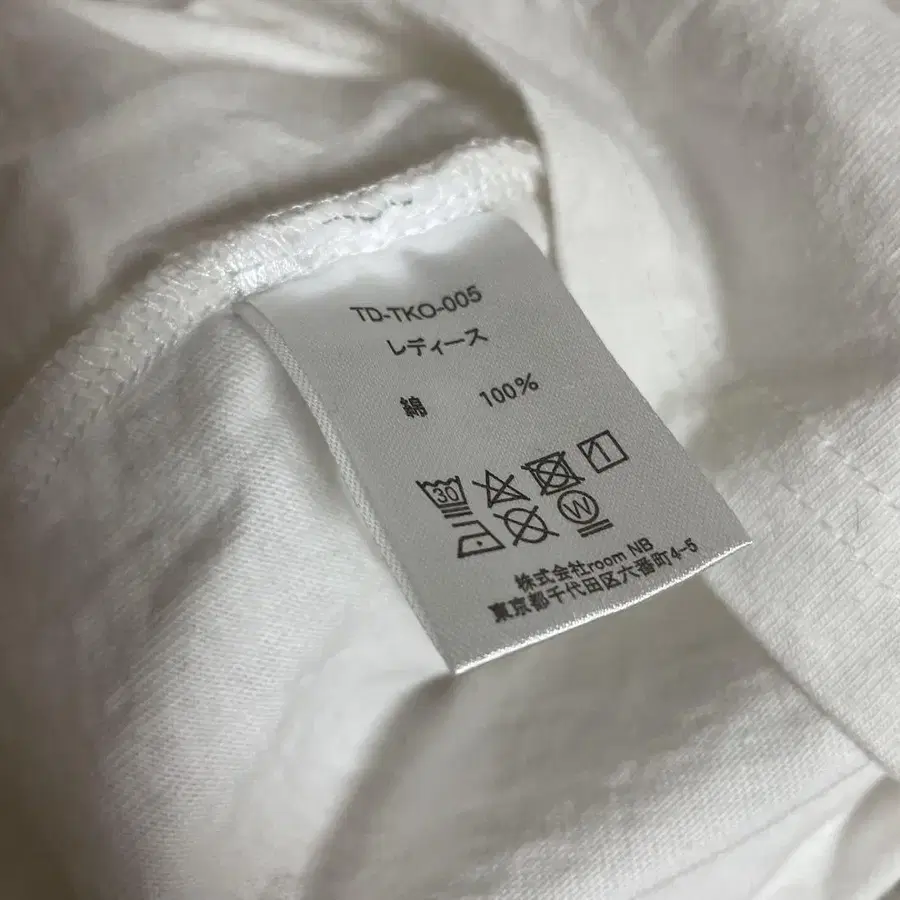 TD-TKO-005
レディース
綿 100%
30
W
株式会社room NB
東京都千代田区六番町4-5